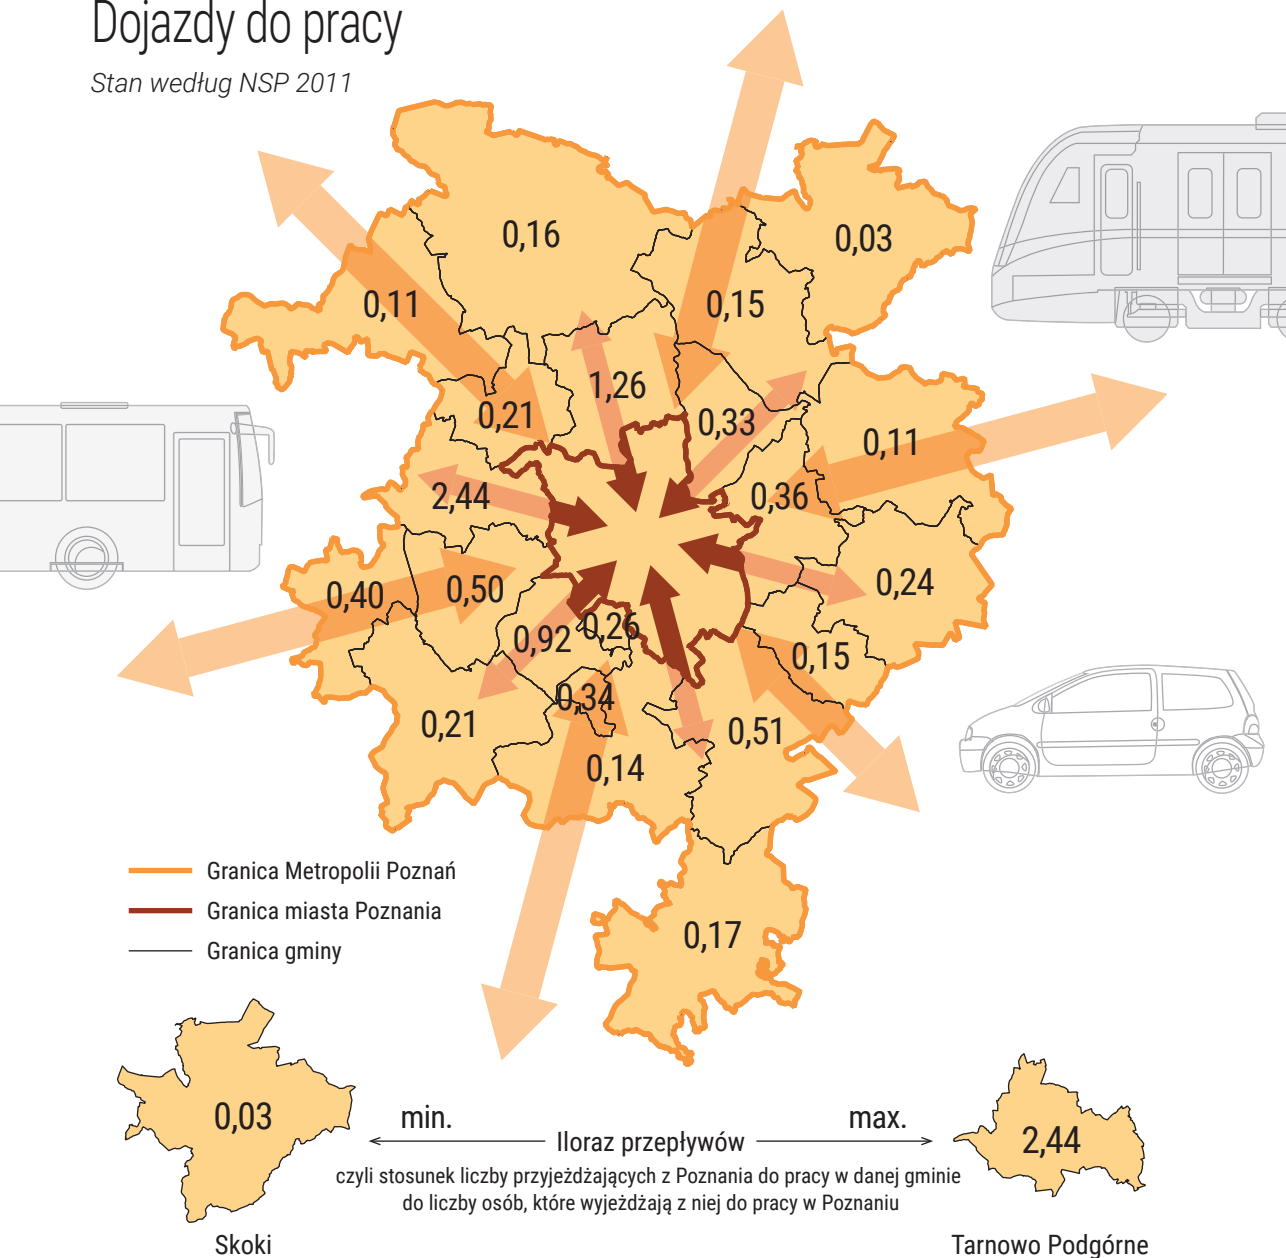 Dojazdy do pracy
Stan według NSP 2011
0,16
0,03
0,11
0,15
1,26
0,21
0,33
0,11
2,44
0,36
0,40
0,50
0,24
0,92
0,26
0,15
0,34
0,21
0,51
0,14
Granica Metropolii Poznań
Granica miasta Poznania
Granica gminy
0,17
0,03
min.
max.
Iloraz przepływów
2,44
czyli stosunek liczby przyjeżdżających z Poznania do pracy w danej gminie
do liczby osób, które wyjeżdżają z niej do pracy w Poznaniu
Skoki
Tarnowo Podgórne